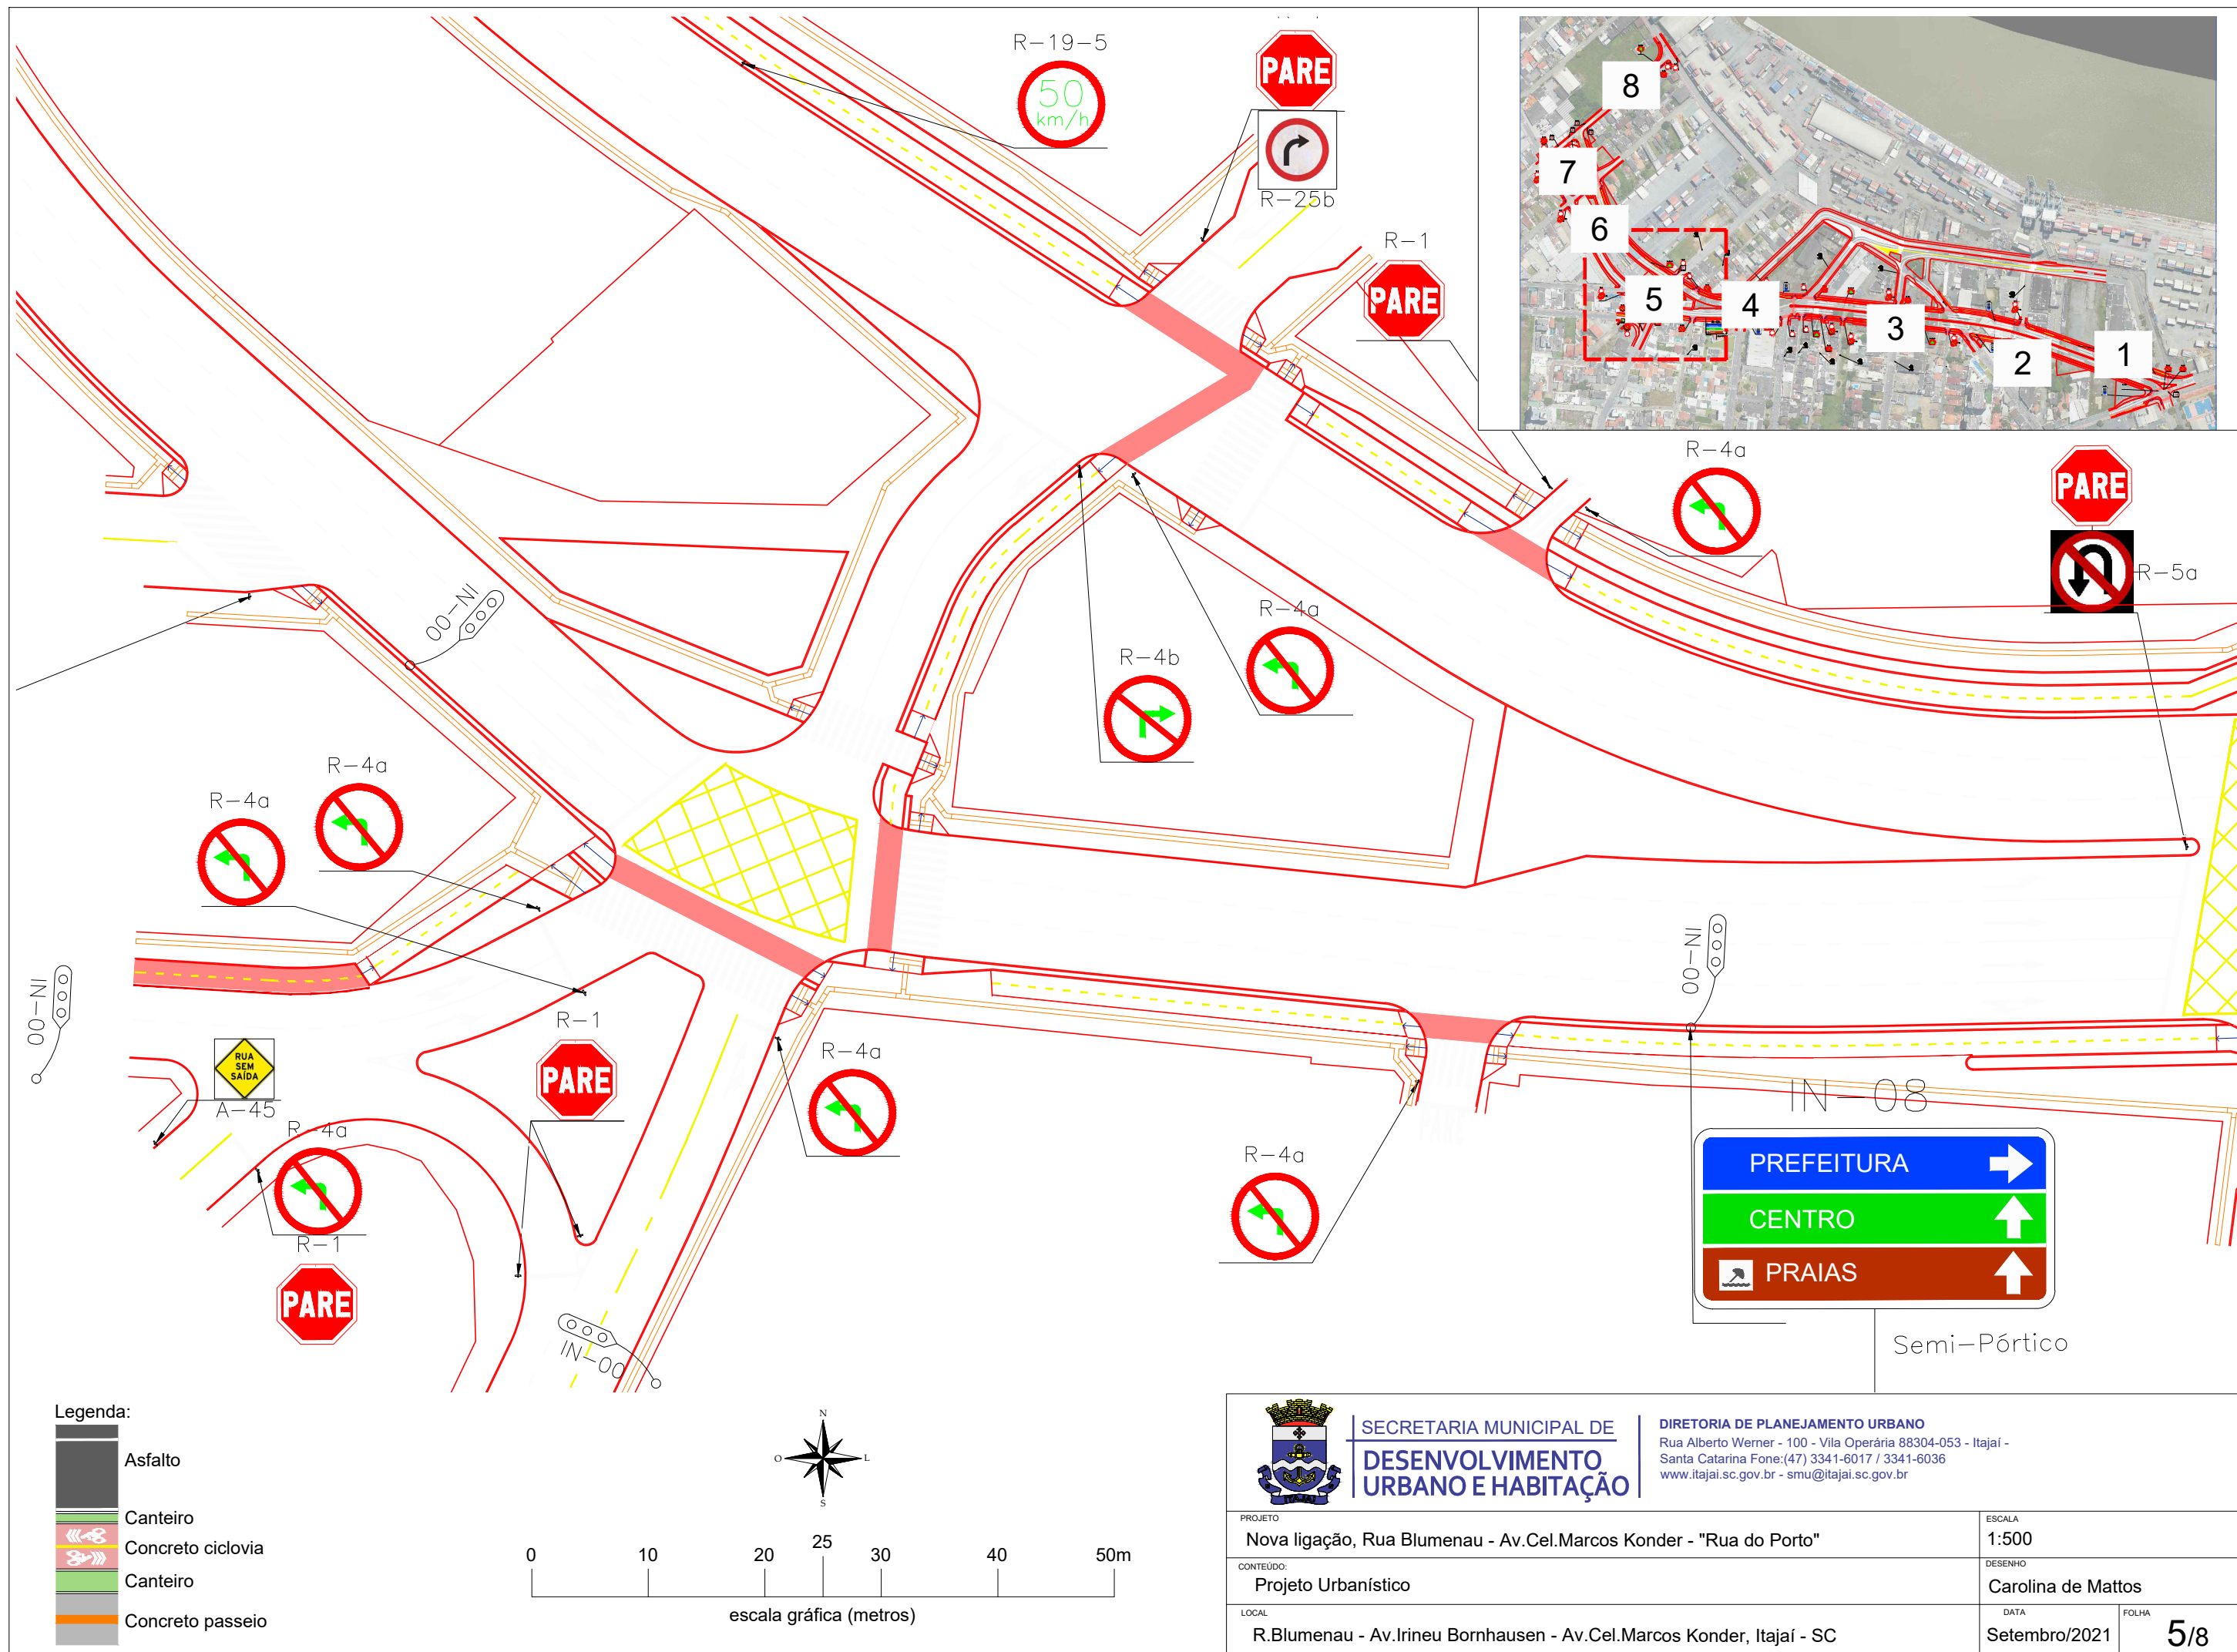 R-19-5
50
km/h
PARE
R-25b
R-1
PARE
8
7
6
5
4
3
2
1
R-4a
PARE
R-5a
IN-00
R-4a
R-4b
R-4a
R-4a
IN-00
IN-00
RUA
SEM
SAÍDA
A-45
R-1
PARE
R-4a
R-4a
R-1
PARE
R-4a
IN-00
IN-08
PREFEITURA
CENTRO
PRAIAS
Semi-Pórtico
Legenda:
Asfalto
Canteiro
Concreto ciclovia
Canteiro
Concreto passeio
N
O
L
S
0
10
20
25
30
40
50m
escala gráfica (metros)
ITAJAÍ
SECRETARIA MUNICIPAL DE
DESENVOLVIMENTO
URBANO E HABITAÇÃO
DIRETORIA DE PLANEJAMENTO URBANO
Rua Alberto Werner - 100 - Vila Operária 88304-053 - Itajaí -
Santa Catarina Fone:(47) 3341-6017 / 3341-6036
www.itajai.sc.gov.br - smu@itajai.sc.gov.br
PROJETO
Nova ligação, Rua Blumenau - Av.Cel.Marcos Konder - "Rua do Porto"
ESCALA
1:500
CONTEÚDO:
Projeto Urbanístico
DESENHO
Carolina de Mattos
LOCAL
R.Blumenau - Av.Irineu Bornhausen - Av.Cel.Marcos Konder, Itajaí - SC
DATA
Setembro/2021
FOLHA
5/8